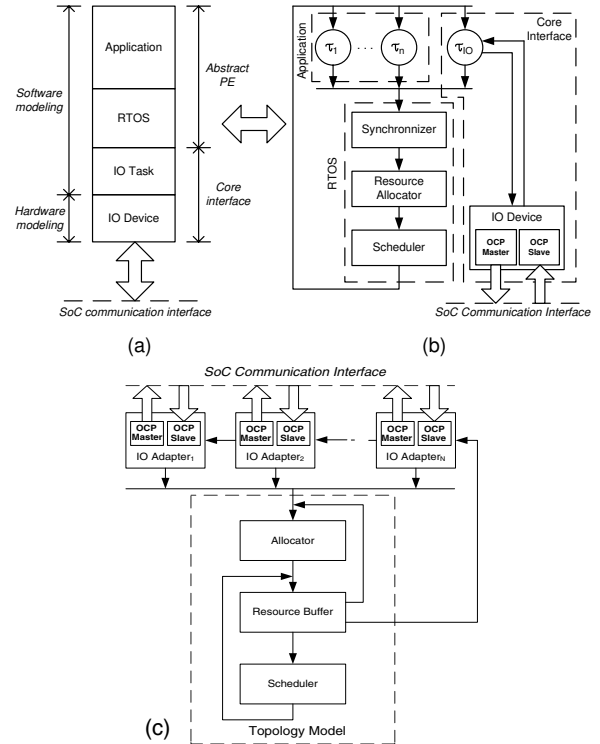 Application
RTOS
IO Task
IO Device
Software
modeling
Hardware
modeling
Abstract
PE
Core
interface
SoC communication interface
(a)
Application
τ1
. . .
τn
τIO
Core
Interface
RTOS
Synchronnizer
Resource
Allocator
Scheduler
IO Device
OCP
Master
OCP
Slave
SoC Communication Interface
(b)
SoC Communication Interface
OCP
Master
OCP
Slave
IO Adapter1
OCP
Master
OCP
Slave
IO Adapter2
OCP
Master
OCP
Slave
IO AdapterN
Allocator
Resource Buffer
Scheduler
Topology Model
(c)